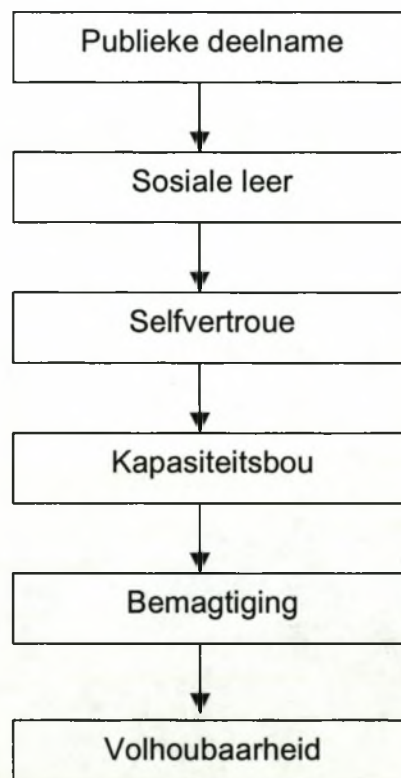 Publieke deelname
Sosiale leer
Selfvertroue
Kapasiteitsbou
Bemagtiging
Volhoubaarheid